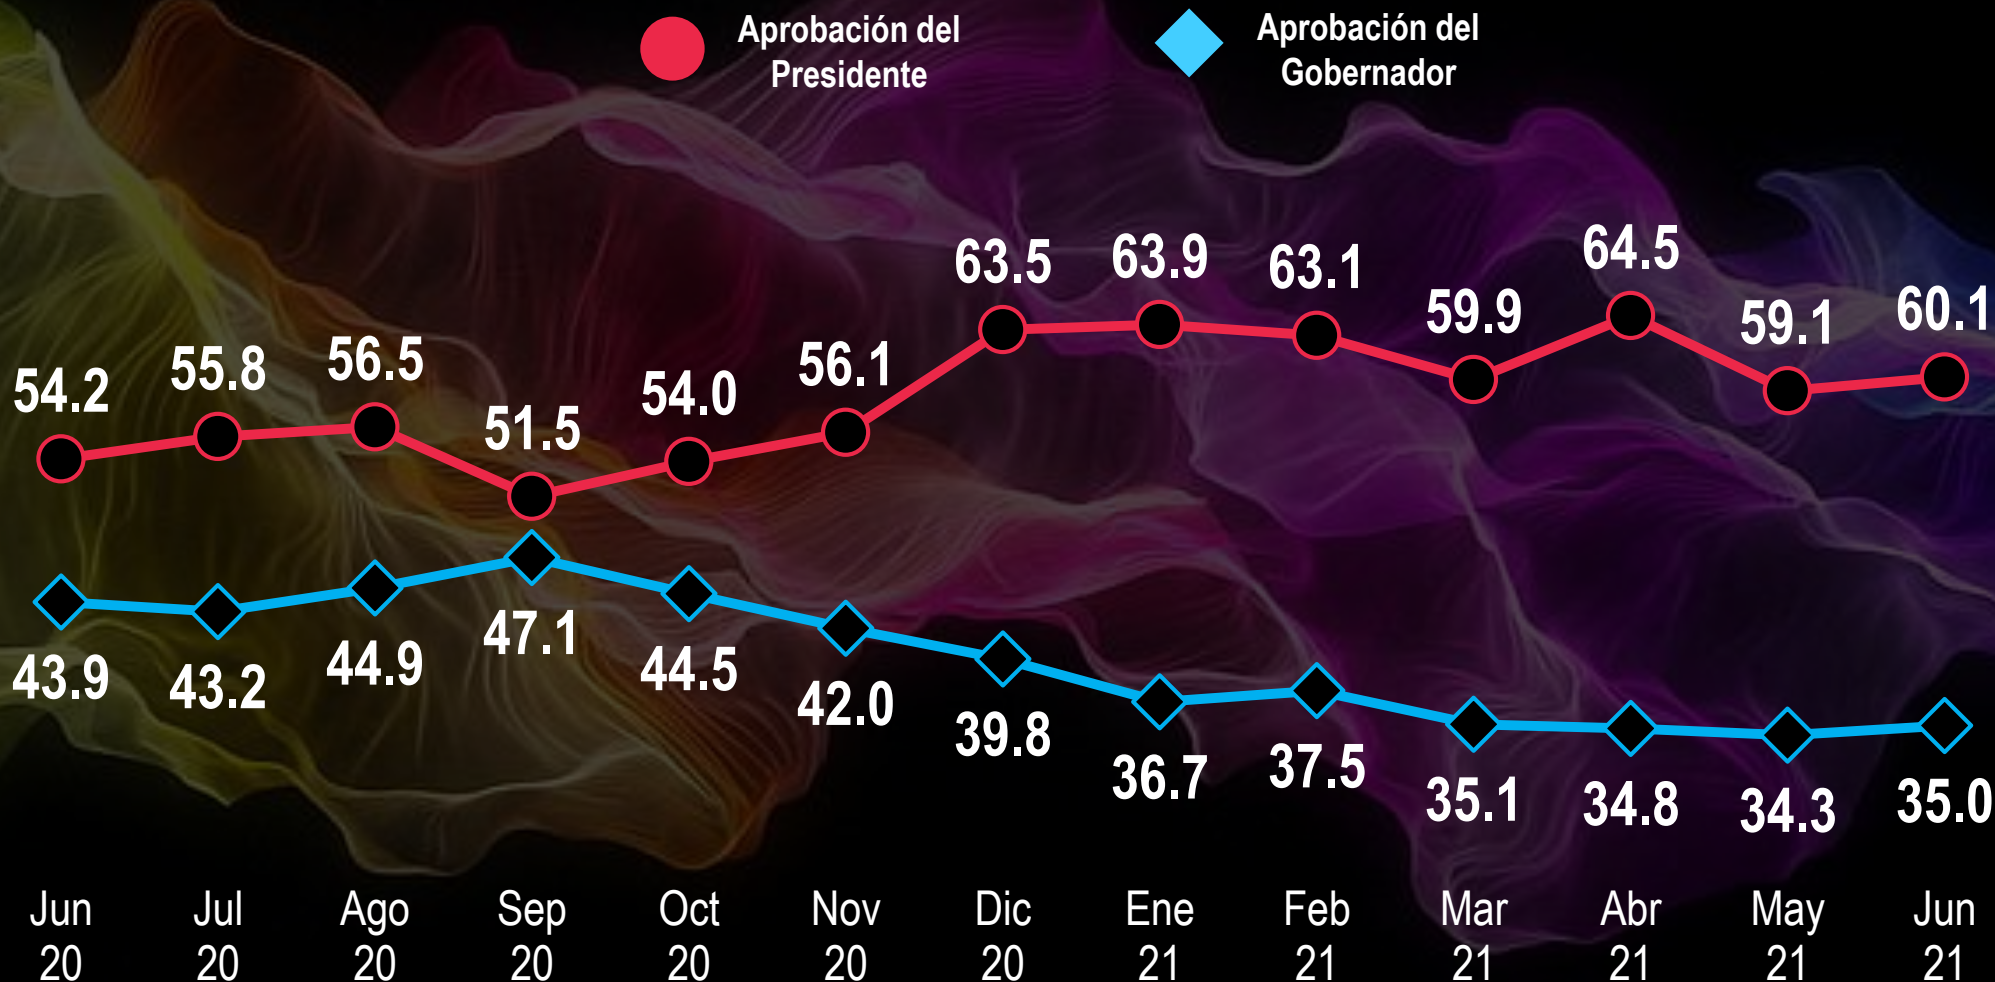 Aprobación del
Presidente
Aprobación del
Gobernador
54.2 55.8 56.5 51.5 54.0 56.1 63.5 63.9 63.1 59.9 64.5 59.1 60.1
43.9 43.2 44.9 47.1 44.5 42.0 39.8 36.7 37.5 35.1 34.8 34.3 35.0
Jun Jul Ago Sep Oct Nov Dic Ene Feb Mar Abr May Jun
20 20 20 20 20 20 20 21 21 21 21 21 21